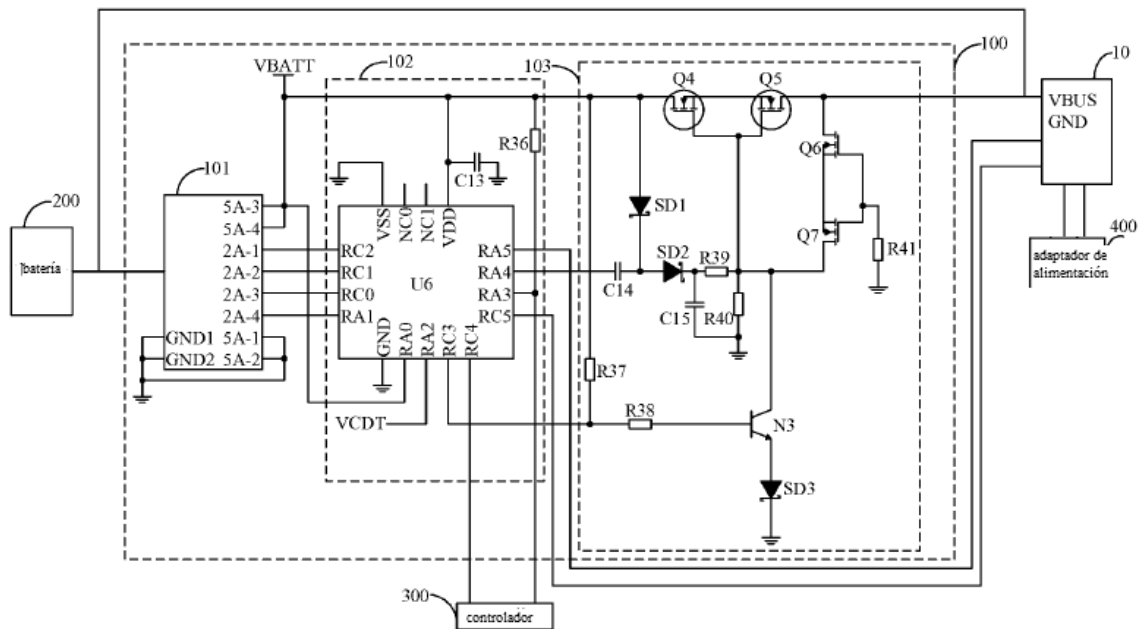 100
10
VBATT
102
103
Q4
Q5
VBUS
GND
R36
Q6
C13
101
200
VSS
NC0
NC1
VDD
SD1
5A-3
5A-4
2A-1
2A-2
2A-3
2A-4
GND1
5A-1
GND2
5A-2
RC2
RC1
RC0
RA1
U6
RA5
RA4
RA3
RC5
SD2
R39
Q7
R41
400
batería
adaptador de
alimentación
C14
C15
R40
GND
RA0
RA2
RC3
RC4
R37
VCDT
R38
N3
SD3
300
controlador